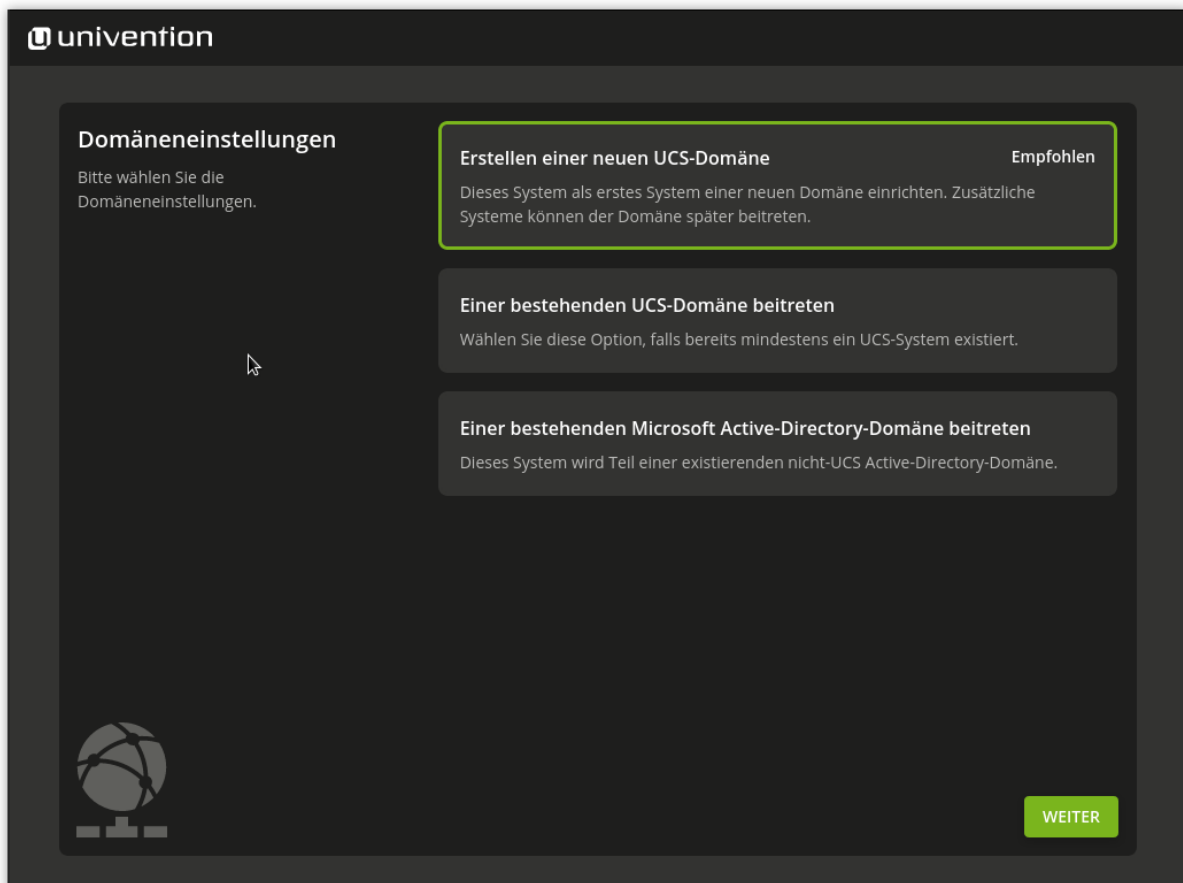 univention
Domäneneinstellungen
Bitte wählen Sie die
Domäneneinstellungen.
Erstellen einer neuen UCS-Domäne
Empfohlen
Dieses System als erstes System einer neuen Domäne einrichten. Zusätzliche
Systeme können der Domäne später beitreten.
Einer bestehenden UCS-Domäne beitreten
Wählen Sie diese Option, falls bereits mindestens ein UCS-System existiert.
Einer bestehenden Microsoft Active-Directory-Domäne beitreten
Dieses System wird Teil einer existierenden nicht-UCS Active-Directory-Domäne.
WEITER